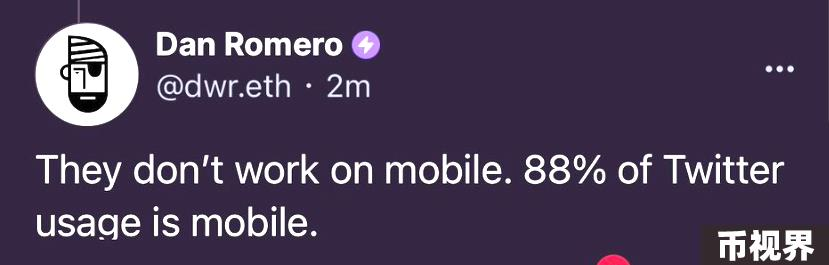 Dan Romero
@dwr.eth · 2m
They don't work on mobile. 88% of Twitter
usage is mobile.
币视界